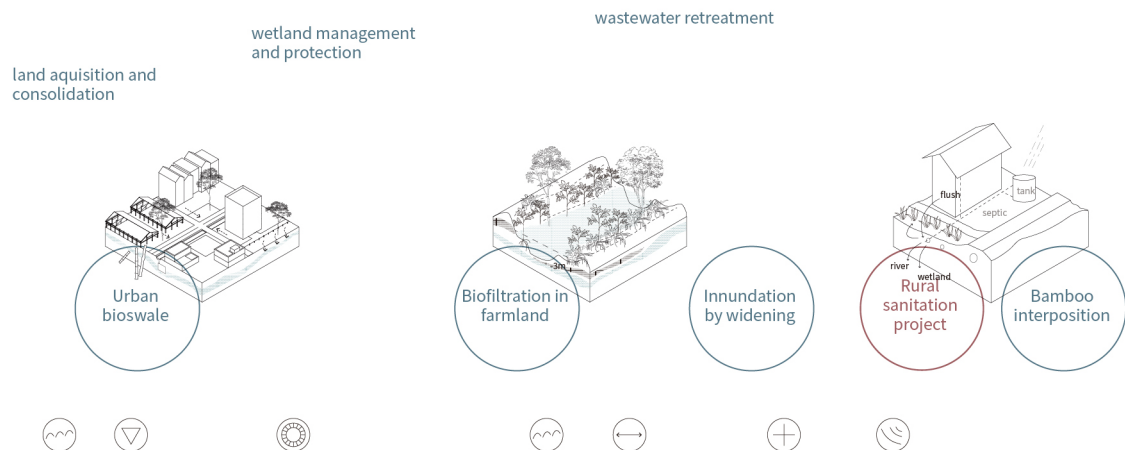 wastewater retreatment
wetland management
and protection
land aquisition and
consolidation
flush
tank
septic
-3m
river
wetland
Urban
bioswale
Biofiltration in
farmland
Innundation
by widening
Rural
sanitation
project
Bamboo
interposition